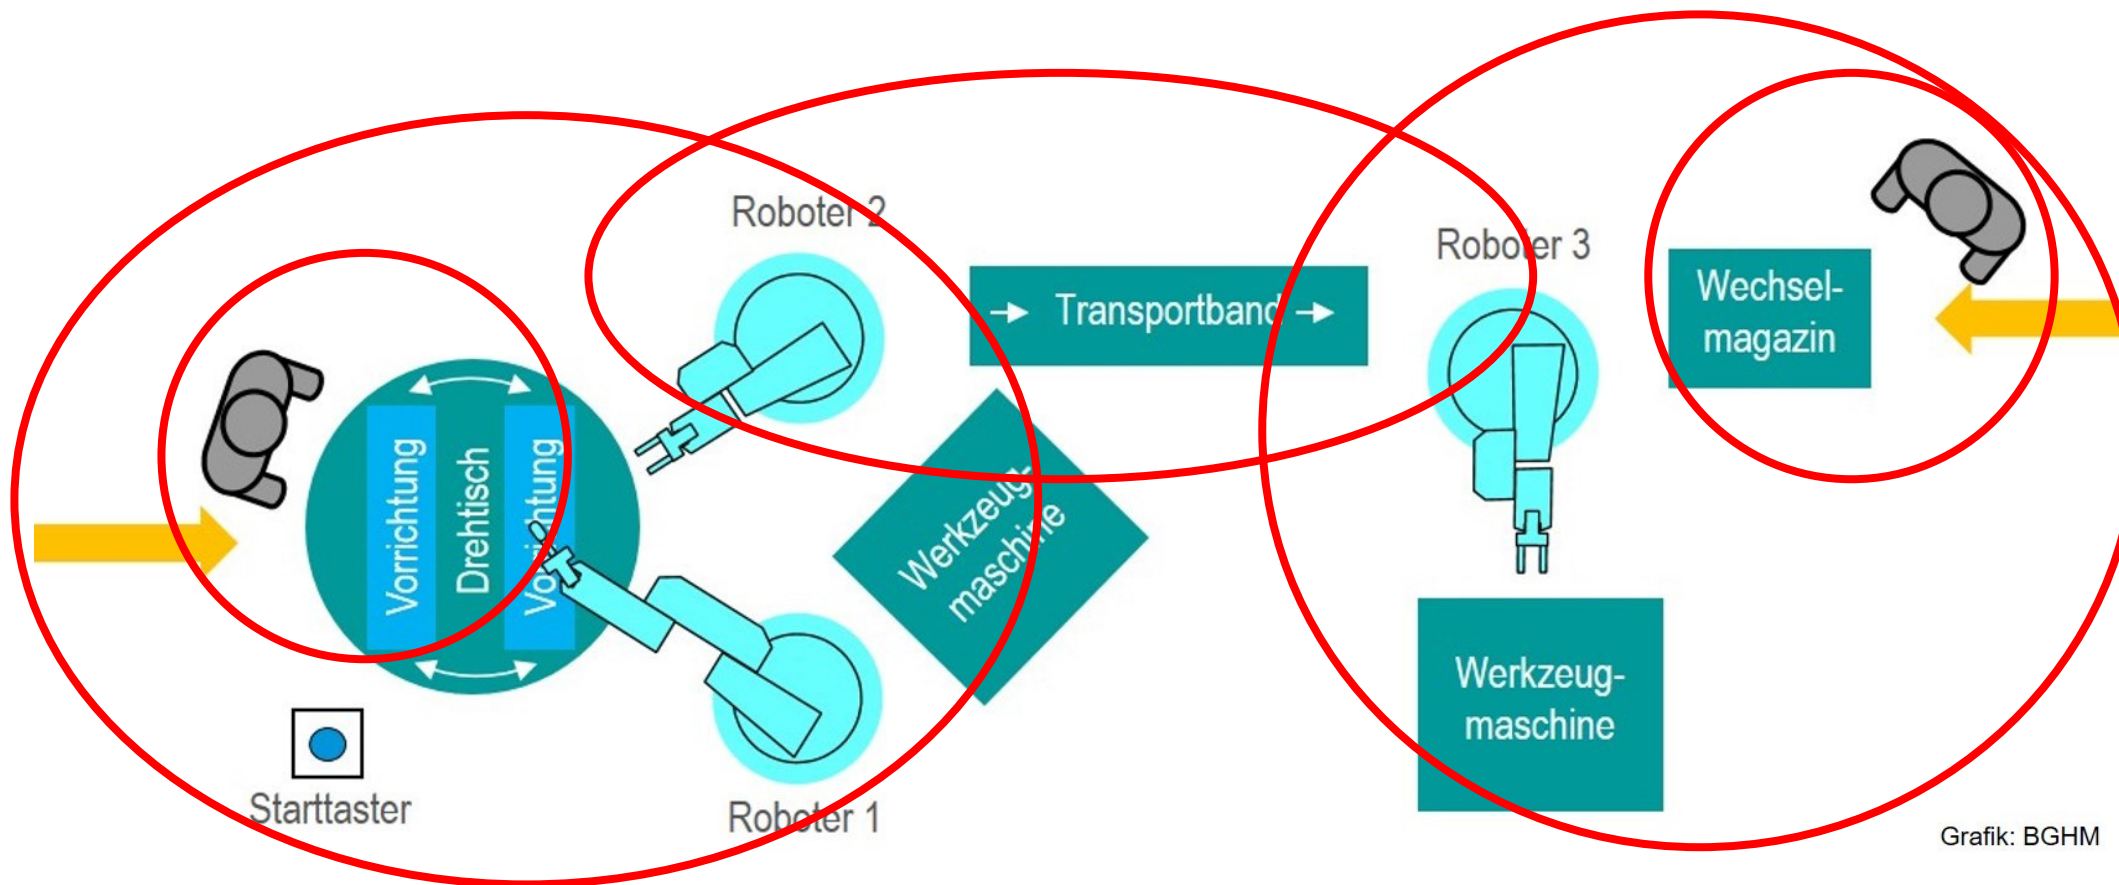 Roboter 2
Roboter 3
Transportband
Wechsel-
magazin
Vorrichtung
Drehtisch
Vorrichtung
Werkzeug-
maschine
Werkzeug-
maschine
Starttaster
Roboter 1
Grafik: BGHM